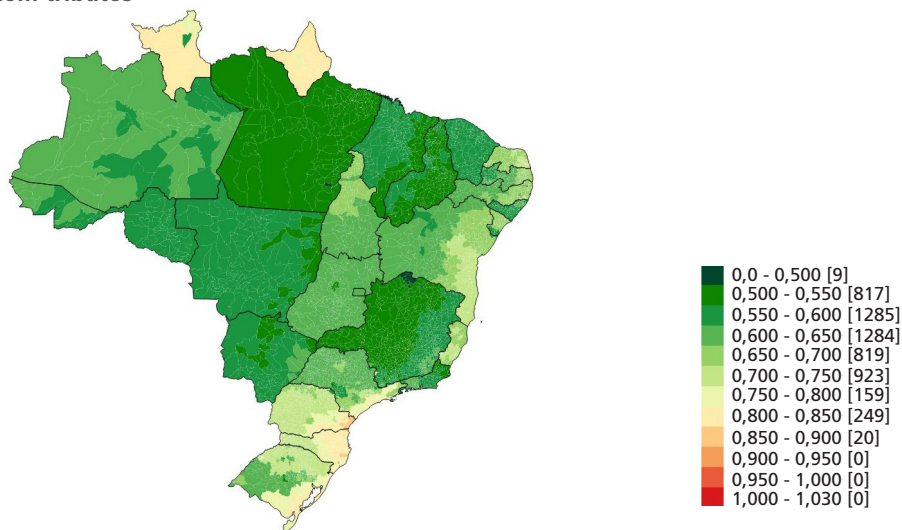 0,0 - 0,500 [9]
0,500 - 0,550 [817]
0,550 - 0,600 [1285]
0,600 - 0,650 [1284]
0,650 - 0,700 [819]
0,700 - 0,750 [923]
0,750 - 0,800 [159]
0,800 - 0,850 [249]
0,850 - 0,900 [20]
0,900 - 0,950 [0]
0,950 - 1,000 [0]
1,000 - 1,030 [0]